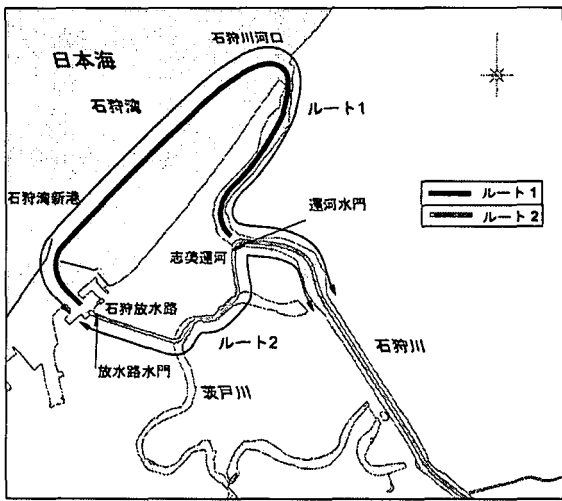 石狩川河口
日本海
石狩湾
ルート1
石狩湾新港
運河水門
ルート1
ルート2
志美運河
石狩放水路
放水路水門
ルート2
石狩川
茨戸川